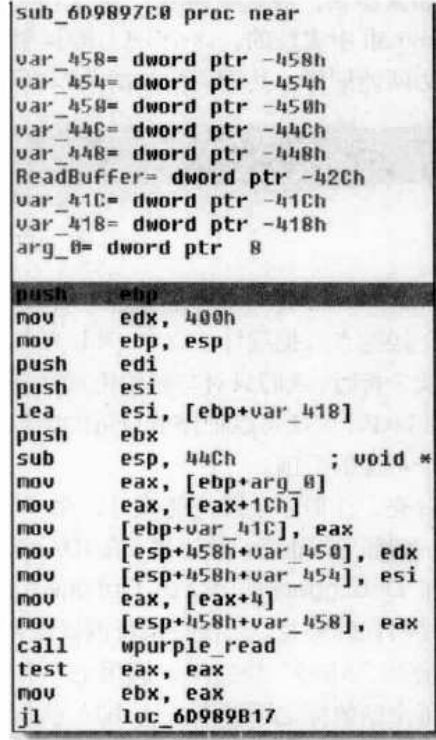 sub_6D9897C0 proc near
var_458= dword ptr -458h
var_454= dword ptr -454h
var_450= dword ptr -450h
var_44C= dword ptr -44Ch
var_448= dword ptr -448h
ReadBuffer= dword ptr -42Ch
var_41C= dword ptr -41Ch
var_418= dword ptr -418h
arg_0= dword ptr 8
push ebp
mov edx, 400h
mov ebp, esp
push edi
push esi
lea esi, [ebp+var_418]
push ebx
sub esp, 44Ch ; void *
mov eax, [ebp+arg_0]
mov eax, [eax+1Ch]
mov [ebp+var_41C], eax
mov [esp+458h+var_450], edx
mov [esp+458h+var_454], esi
mov eax, [eax+4]
mov [esp+458h+var_458], eax
call wpurple_read
test eax, eax
mov ebx, eax
jl loc_6D989B17